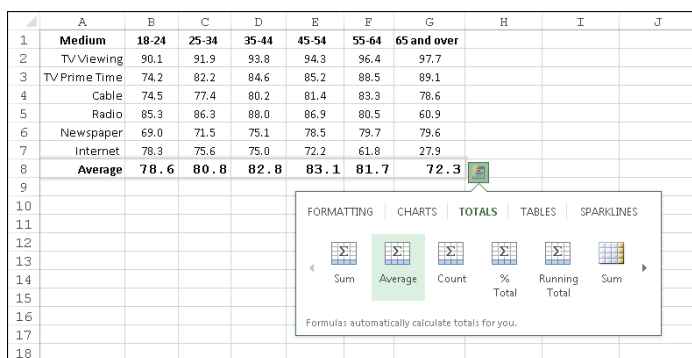 A B C D E F G H I J
1 Medium 18-24 25-34 35-44 45-54 55-64 65 and over
2 TV Viewing 90.1 91.9 93.8 94.3 96.4 97.7
3 TV Prime Time 74.2 82.2 84.6 85.2 88.5 89.1
4 Cable 74.5 77.4 80.2 81.4 83.3 78.6
5 Radio 85.3 86.3 88.0 86.9 80.5 60.9
6 Newspaper 69.0 71.5 75.1 78.5 79.7 79.6
7 Internet 78.3 75.6 75.0 72.2 61.8 27.9
8 Average 78.6 80.8 82.8 83.1 81.7 72.3
9
10
11
12
13
14
15
16
17
18
FORMATTING CHARTS TOTALS TABLES SPARKLINES
Sum Average Count % Running Sum
Total Total
Formulas automatically calculate totals for you.